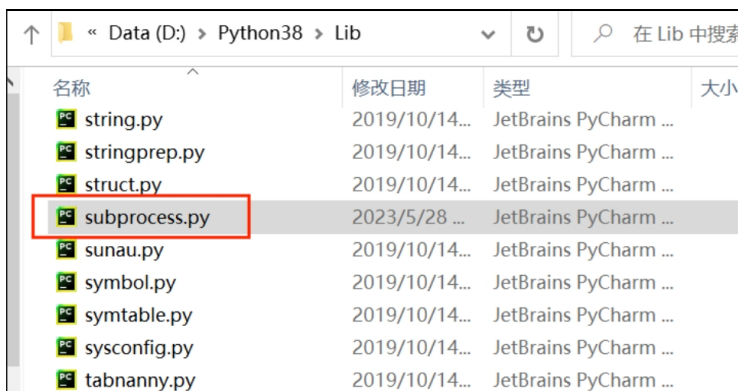 « Data (D:) > Python38 > Lib 在 Lib 中搜索
名称 修改日期 类型 大小
string.py 2019/10/14... JetBrains PyCharm ...
stringprep.py 2019/10/14... JetBrains PyCharm ...
struct.py 2019/10/14... JetBrains PyCharm ...
subprocess.py 2023/5/28 ... JetBrains PyCharm ...
sunau.py 2019/10/14... JetBrains PyCharm ...
symbol.py 2019/10/14... JetBrains PyCharm ...
symtable.py 2019/10/14... JetBrains PyCharm ...
sysconfig.py 2019/10/14... JetBrains PyCharm ...
tabnanny.py 2019/10/14... JetBrains PyCharm ...